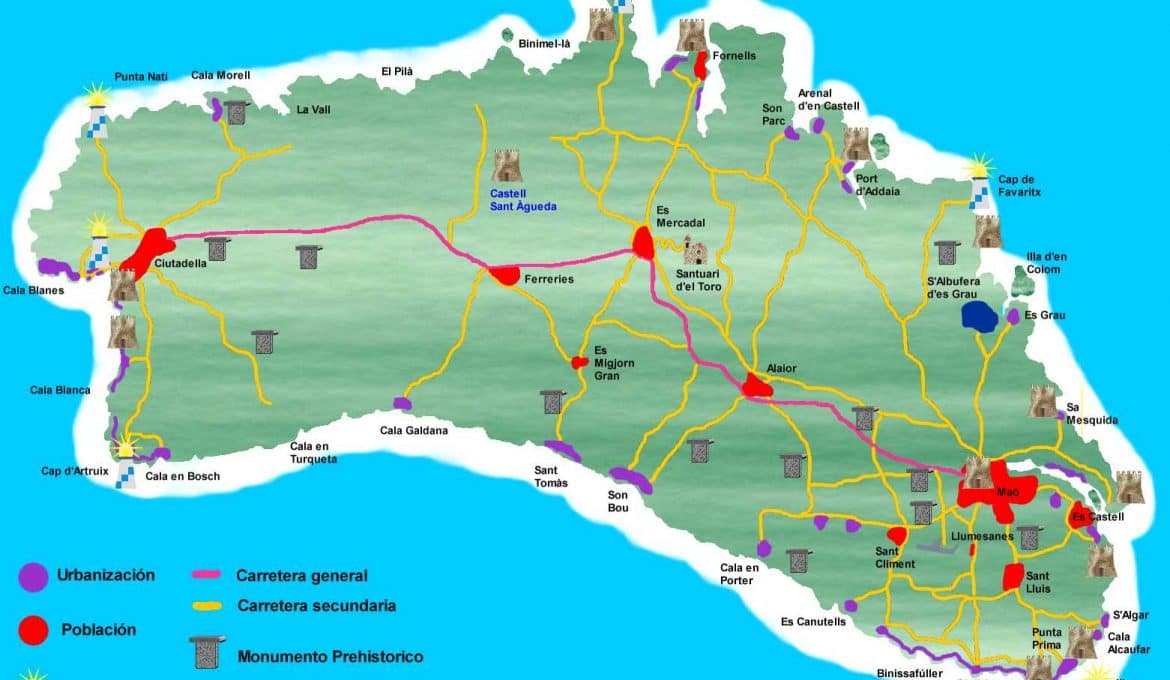 Binimel-là
Fornells
El Pilà
Punta Nati
Cala Morell
La Vall
Arenal
d'en Castell
Son
Parc
Port
d'Addaia
Cap de
Favaritx
Castell
Sant Àgueda
Es
Mercadal
Santuari
d'el Toro
Ciutadella
Ferreries
Cala Blanes
Illa d'en
Colom
S'Albufera
d'es Grau
Es Grau
Es
Migjorn
Gran
Alaior
Cala Blanca
Sa
Mesquida
Cala Galdana
Cala en
Turqueta
Cap d'Artruix
Cala en Bosch
Sant
Tomàs
Son
Bou
Maó
Es Castell
Llumesanes
Sant
Climent
Cala en
Porter
Sant
Lluis
Es Canutells
S'Algar
Punta
Prima
Cala
Alcaufar
Binissafúller
Urbanización
Carretera general
Carretera secundaria
Población
Monumento Prehistorico